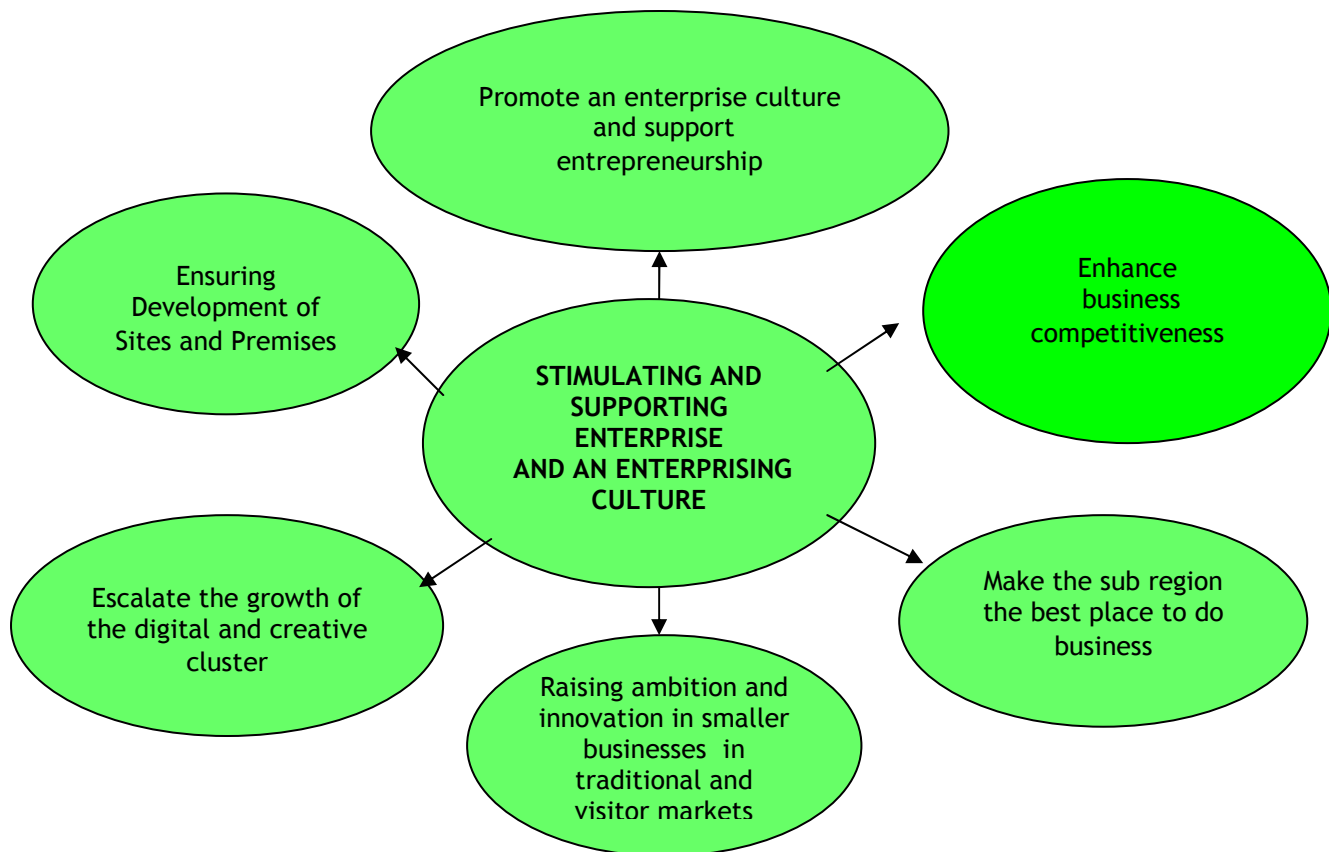 Promote an enterprise culture
and support
entrepreneurship
Enhance
business
competitiveness
Ensuring
Development of
Sites and Premises
STIMULATING AND
SUPPORTING
ENTERPRISE
AND AN ENTERPRISING
CULTURE
Escalate the growth of
the digital and creative
cluster
Make the sub region
the best place to do
business
Raising ambition and
innovation in smaller
businesses in
traditional and
visitor markets